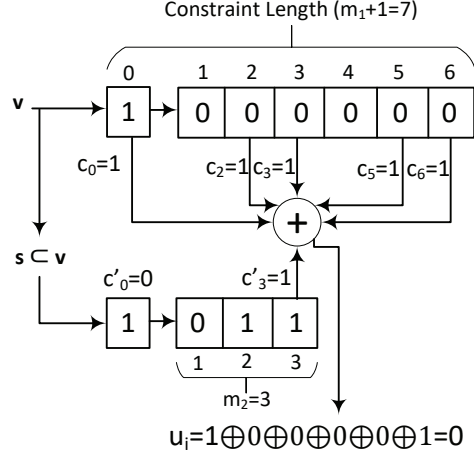 Constraint Length (m₁+1=7)
0 1 2 3 4 5 6
v 1 0 0 0 0 0 0
c₀=1 c₂=1 c₃=1 c₅=1 c₆=1
+
s ⊂ v
c'₀=0 c'₃=1
1 0 1 1
1 2 3
m₂=3
uᵢ=1⊕0⊕0⊕0⊕0⊕1=0